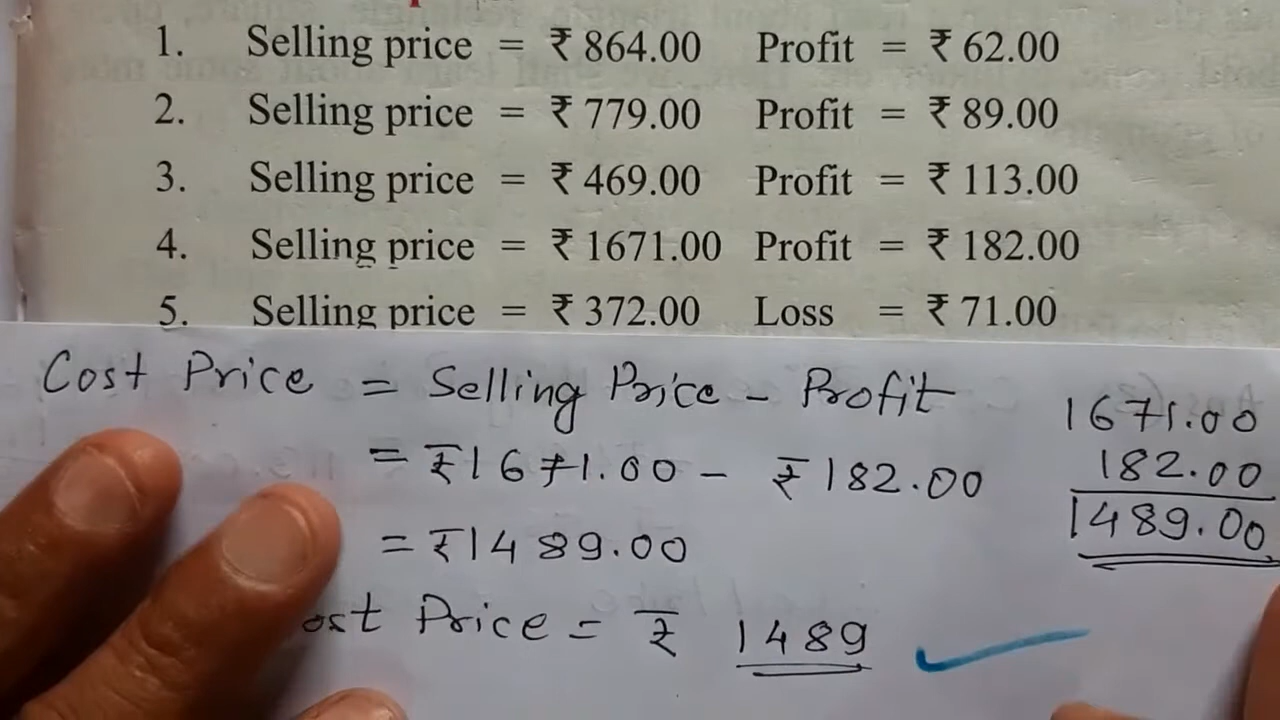 1. Selling price = ₹ 864.00 Profit = ₹ 62.00
2. Selling price = ₹ 779.00 Profit = ₹ 89.00
3. Selling price = ₹ 469.00 Profit = ₹ 113.00
4. Selling price = ₹ 1671.00 Profit = ₹ 182.00
5. Selling price = ₹ 372.00 Loss = ₹ 71.00
Cost Price = Selling Price - Profit
= ₹1671.00 - ₹182.00
= ₹1489.00
ost Price = ₹ 1489
1671.00
182.00
1489.00